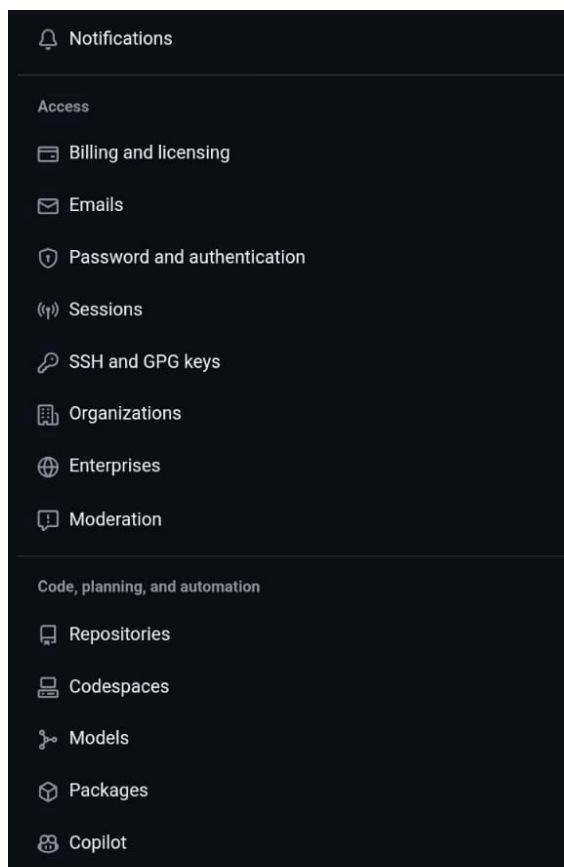 Notifications
Access
Billing and licensing
Emails
Password and authentication
Sessions
SSH and GPG keys
Organizations
Enterprises
Moderation
Code, planning, and automation
Repositories
Codespaces
Models
Packages
Copilot